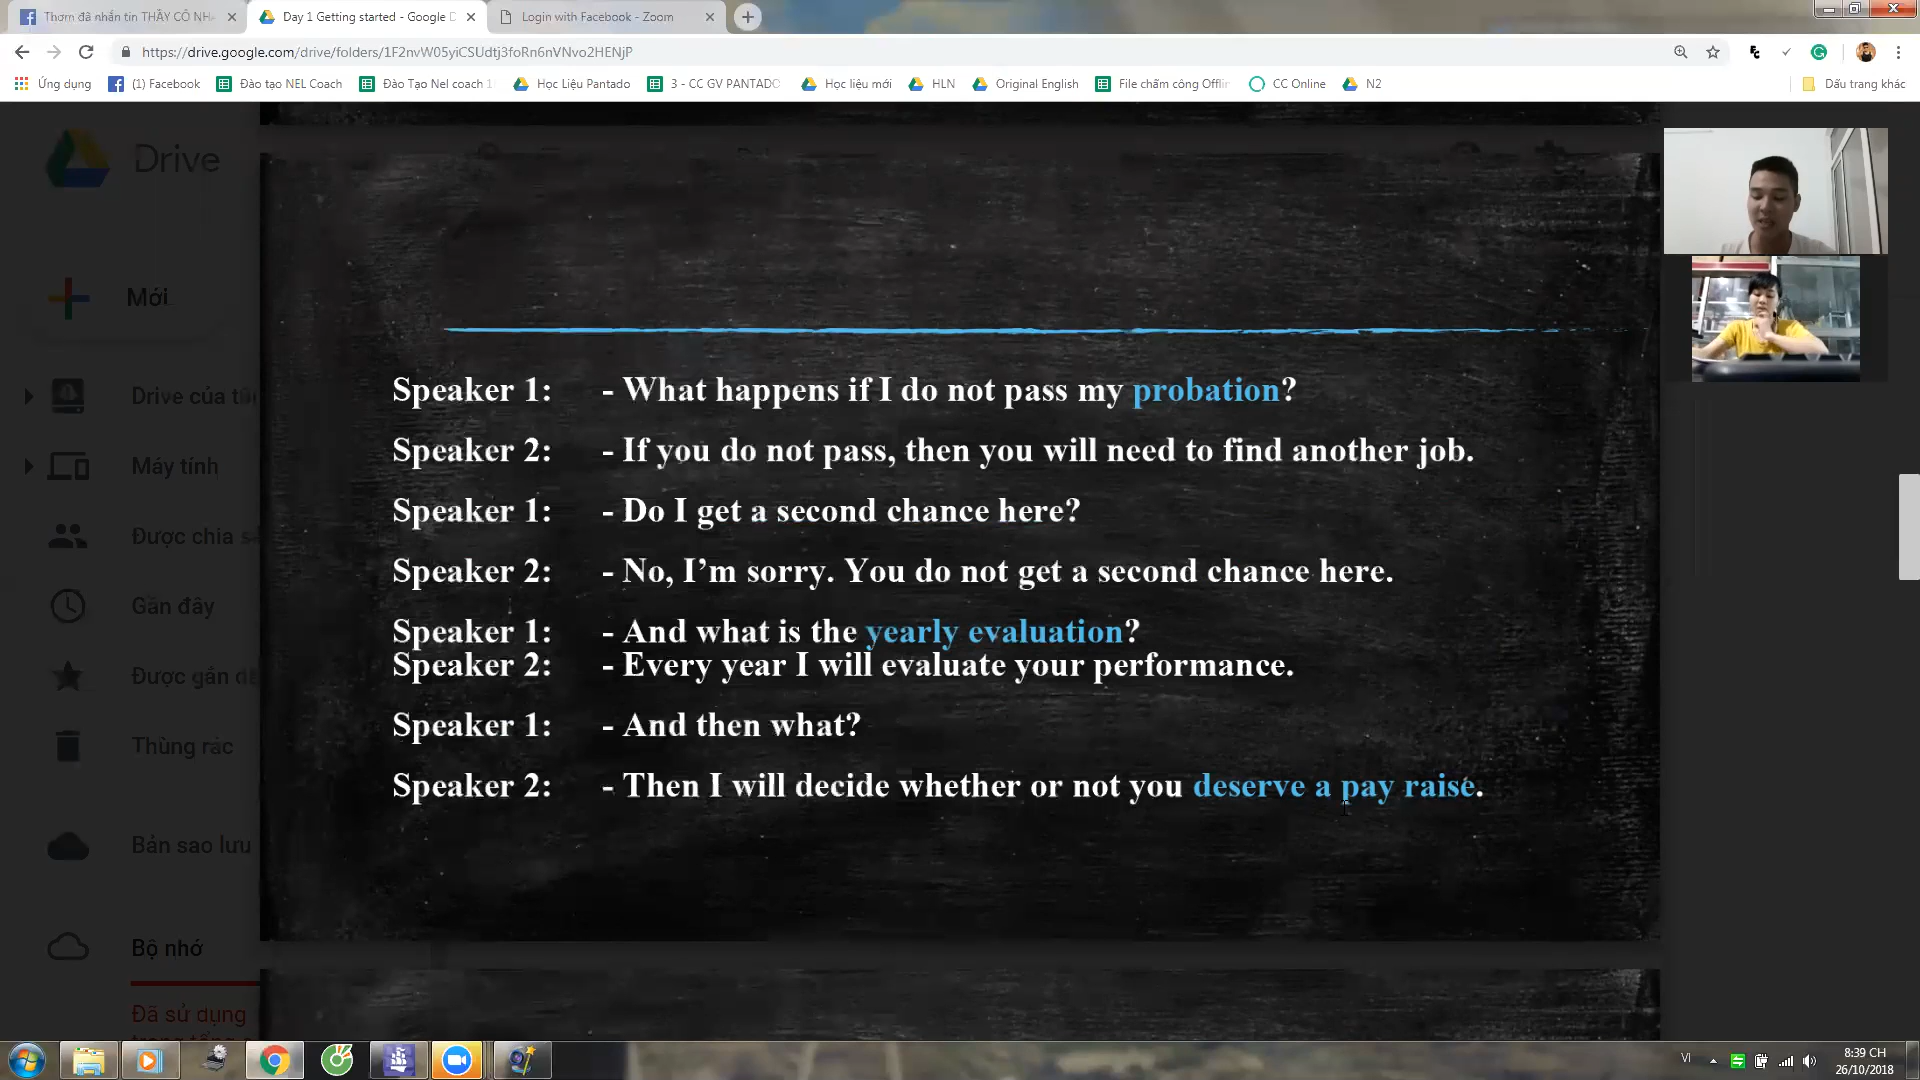 Thơm đã nhắn tin THẦY CÔ NHÀ
Day 1 Getting started - Google D
Login with Facebook - Zoom
https://drive.google.com/drive/folders/1F2nvW05yiCSUdtj3foRn6nVNvo2HENjP
Ứng dụng
(1) Facebook
Đào tạo NEL Coach
Đào Tạo Nel coach 1
Học Liệu Pantado
3 - CC GV PANTADO
Học liệu mới
HLN
Original English
File chấm công Offlin
CC Online
N2
Dấu trang khác
Drive
Mới
Drive của tôi
Máy tính
Được chia s
Gần đây
Được gắn d
Thùng rác
Bản sao lưu
Bộ nhớ
Đã sử dụng
Speaker 1: - What happens if I do not pass my probation?
Speaker 2: - If you do not pass, then you will need to find another job.
Speaker 1: - Do I get a second chance here?
Speaker 2: - No, I'm sorry. You do not get a second chance here.
Speaker 1: - And what is the yearly evaluation?
Speaker 2: - Every year I will evaluate your performance.
Speaker 1: - And then what?
Speaker 2: - Then I will decide whether or not you deserve a pay raise.
VI
8:39 CH
26/10/2018